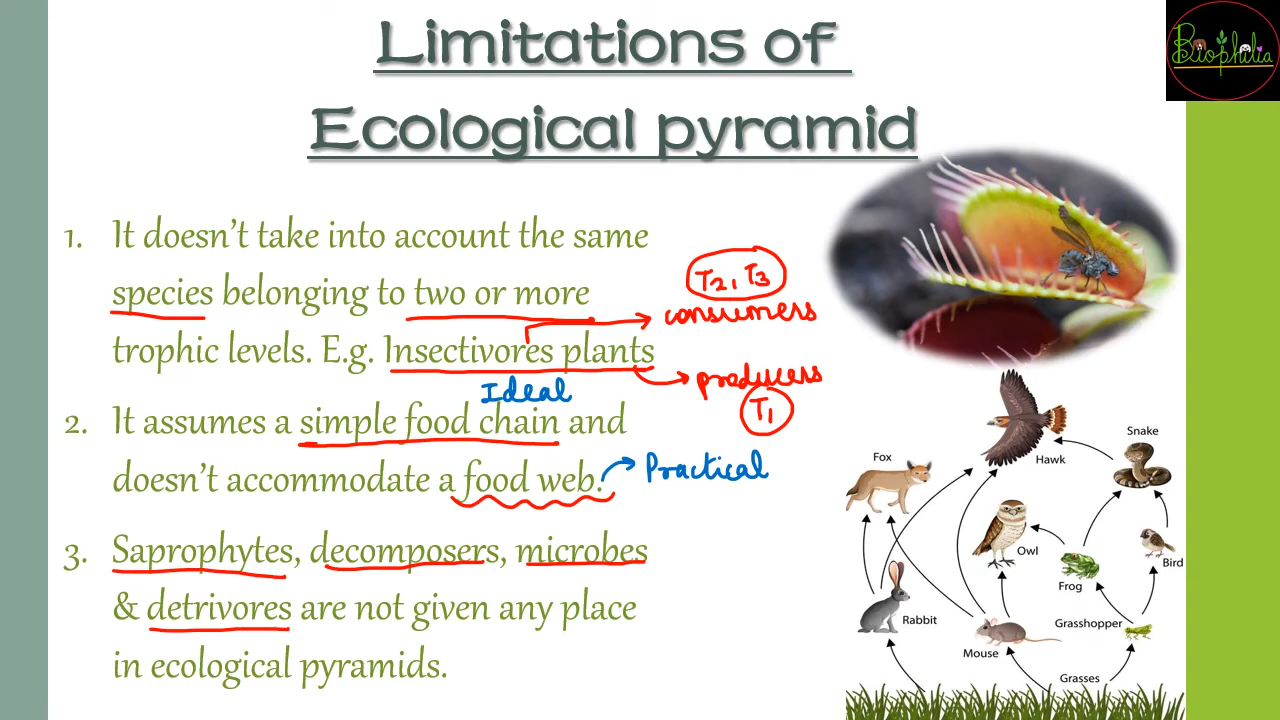 Limitations of
Ecological pyramid
Biophilia
1. It doesn't take into account the same
species belonging to two or more
trophic levels. E.g. Insectivores plants
T2, T3
consumers
producers
T1
Ideal
2. It assumes a simple food chain and
doesn't accommodate a food web.
Practical
3. Saprophytes, decomposers, microbes
& detrivores are not given any place
in ecological pyramids.
Hawk
Snake
Fox
Owl
Bird
Frog
Rabbit
Grasshopper
Mouse
Grasses